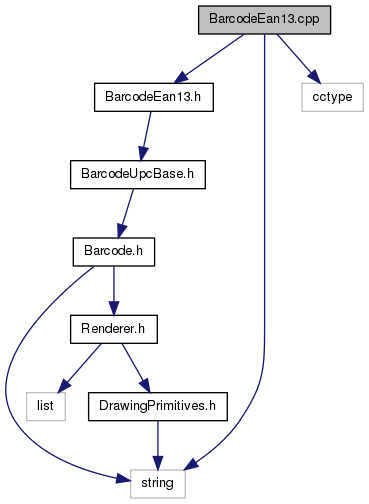 BarcodeEan13.cpp
BarcodeEan13.h
cctype
BarcodeUpcBase.h
Barcode.h
Renderer.h
list
DrawingPrimitives.h
string